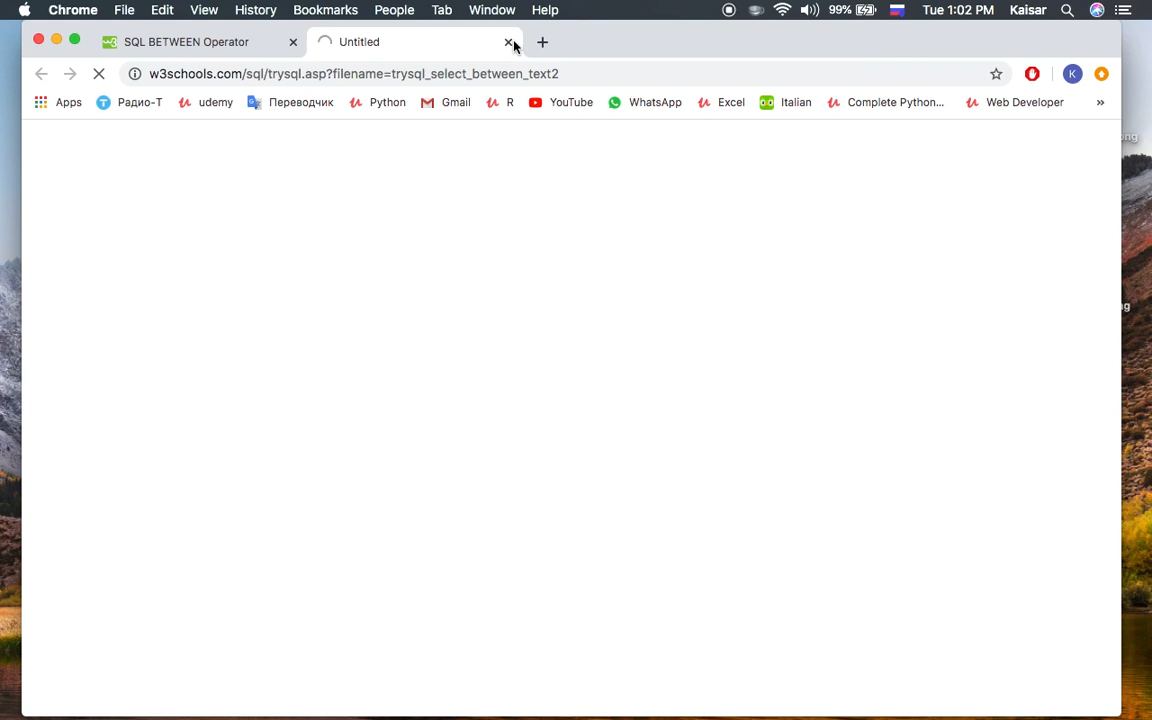 Chrome File Edit View History Bookmarks People Tab Window Help 99% Tue 1:02 PM Kaisar
SQL BETWEEN Operator Untitled
w3schools.com/sql/trysql.asp?filename=trysql_select_between_text2 K
Apps Радио-Т udemy Переводчик Python Gmail R YouTube WhatsApp Excel Italian Complete Python... Web Developer »